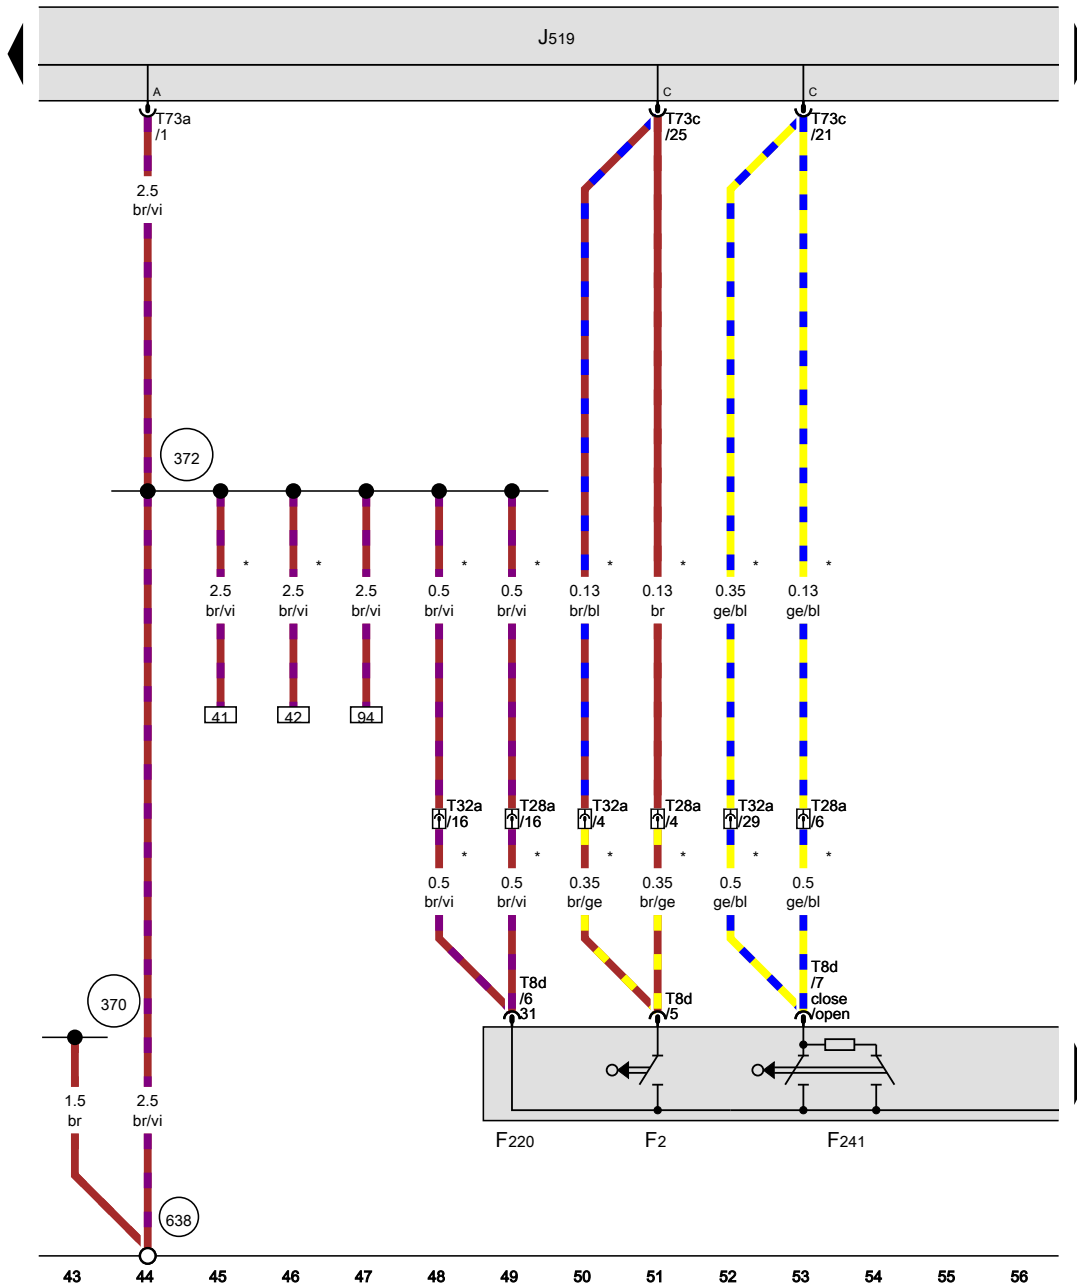 J519
A
C
C
T73a
/1
T73c
/25
T73c
/21
2.5
br/vi
372
* * * * * * * *
2.5 2.5 2.5 0.5 0.5 0.13 0.13 0.35 0.13
br/vi br/vi br/vi br/vi br/vi br/bl br ge/bl ge/bl
41 42 94
T32a T28a T32a T28a T32a T28a
/16 /16 /4 /4 /29 /6
* * * * * *
0.5 0.5 0.35 0.35 0.5 0.5
br/vi br/vi br/ge br/ge ge/bl ge/bl
T8d
/6
31
T8d
/5
T8d
/7
close
/open
370
1.5 2.5
br br/vi
F220 F2 F241
638
43 44 45 46 47 48 49 50 51 52 53 54 55 56